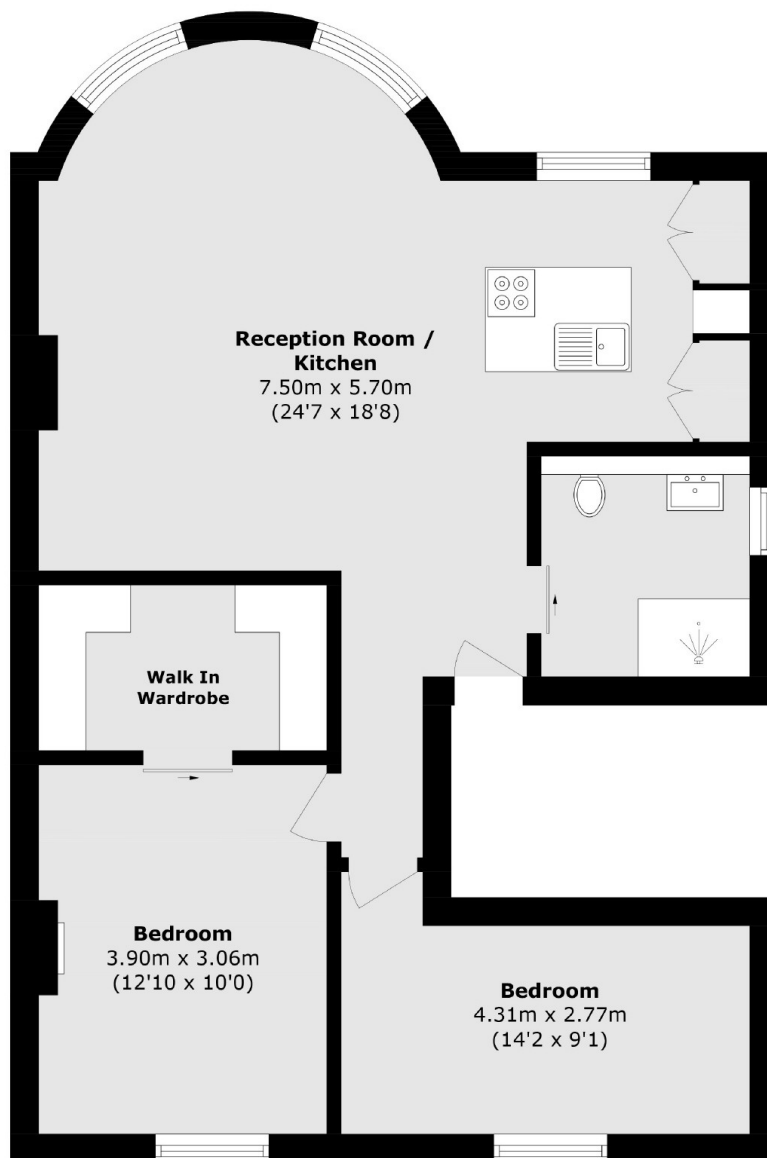 Reception Room /
Kitchen
7.50m x 5.70m
(24'7 x 18'8)
Walk In
Wardrobe
Bedroom
3.90m x 3.06m
(12'10 x 10'0)
Bedroom
4.31m x 2.77m
(14'2 x 9'1)